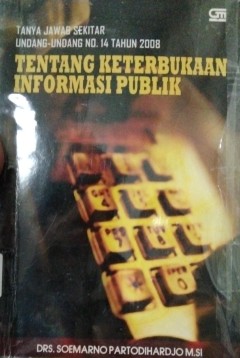 TANYA JAWAB SEKITAR
UNDANG-UNDANG NO. 14 TAHUN 2008
TENTANG KETERBUKAAN
INFORMASI PUBLIK
DRS. SOEMARNO PARTODIHARDJO M.SI